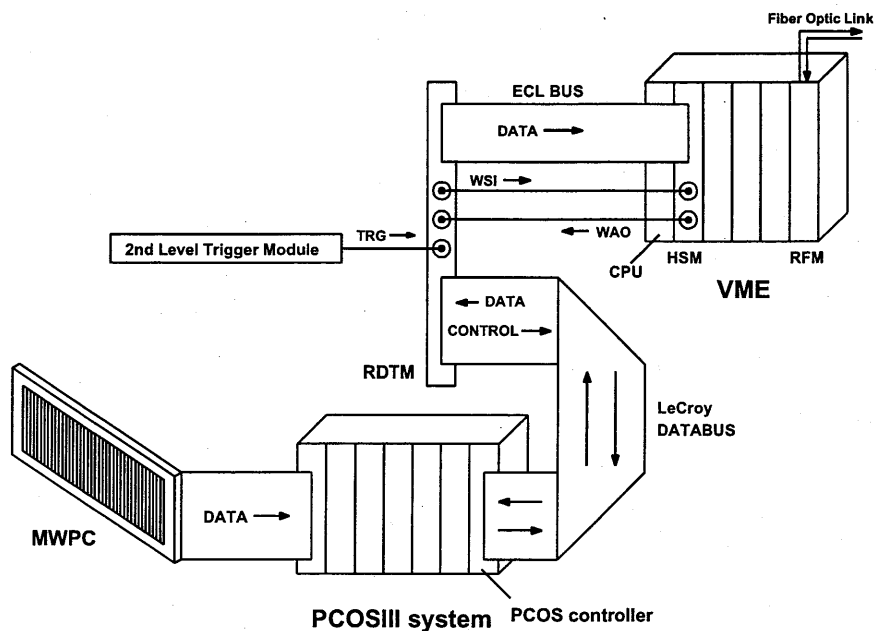 Fiber Optic Link
ECL BUS
DATA
WSI
TRG
WAO
2nd Level Trigger Module
CPU
HSM
RFM
VME
DATA
CONTROL
RDTM
LeCroy
DATABUS
DATA
MWPC
PCOSIII system
PCOS controller